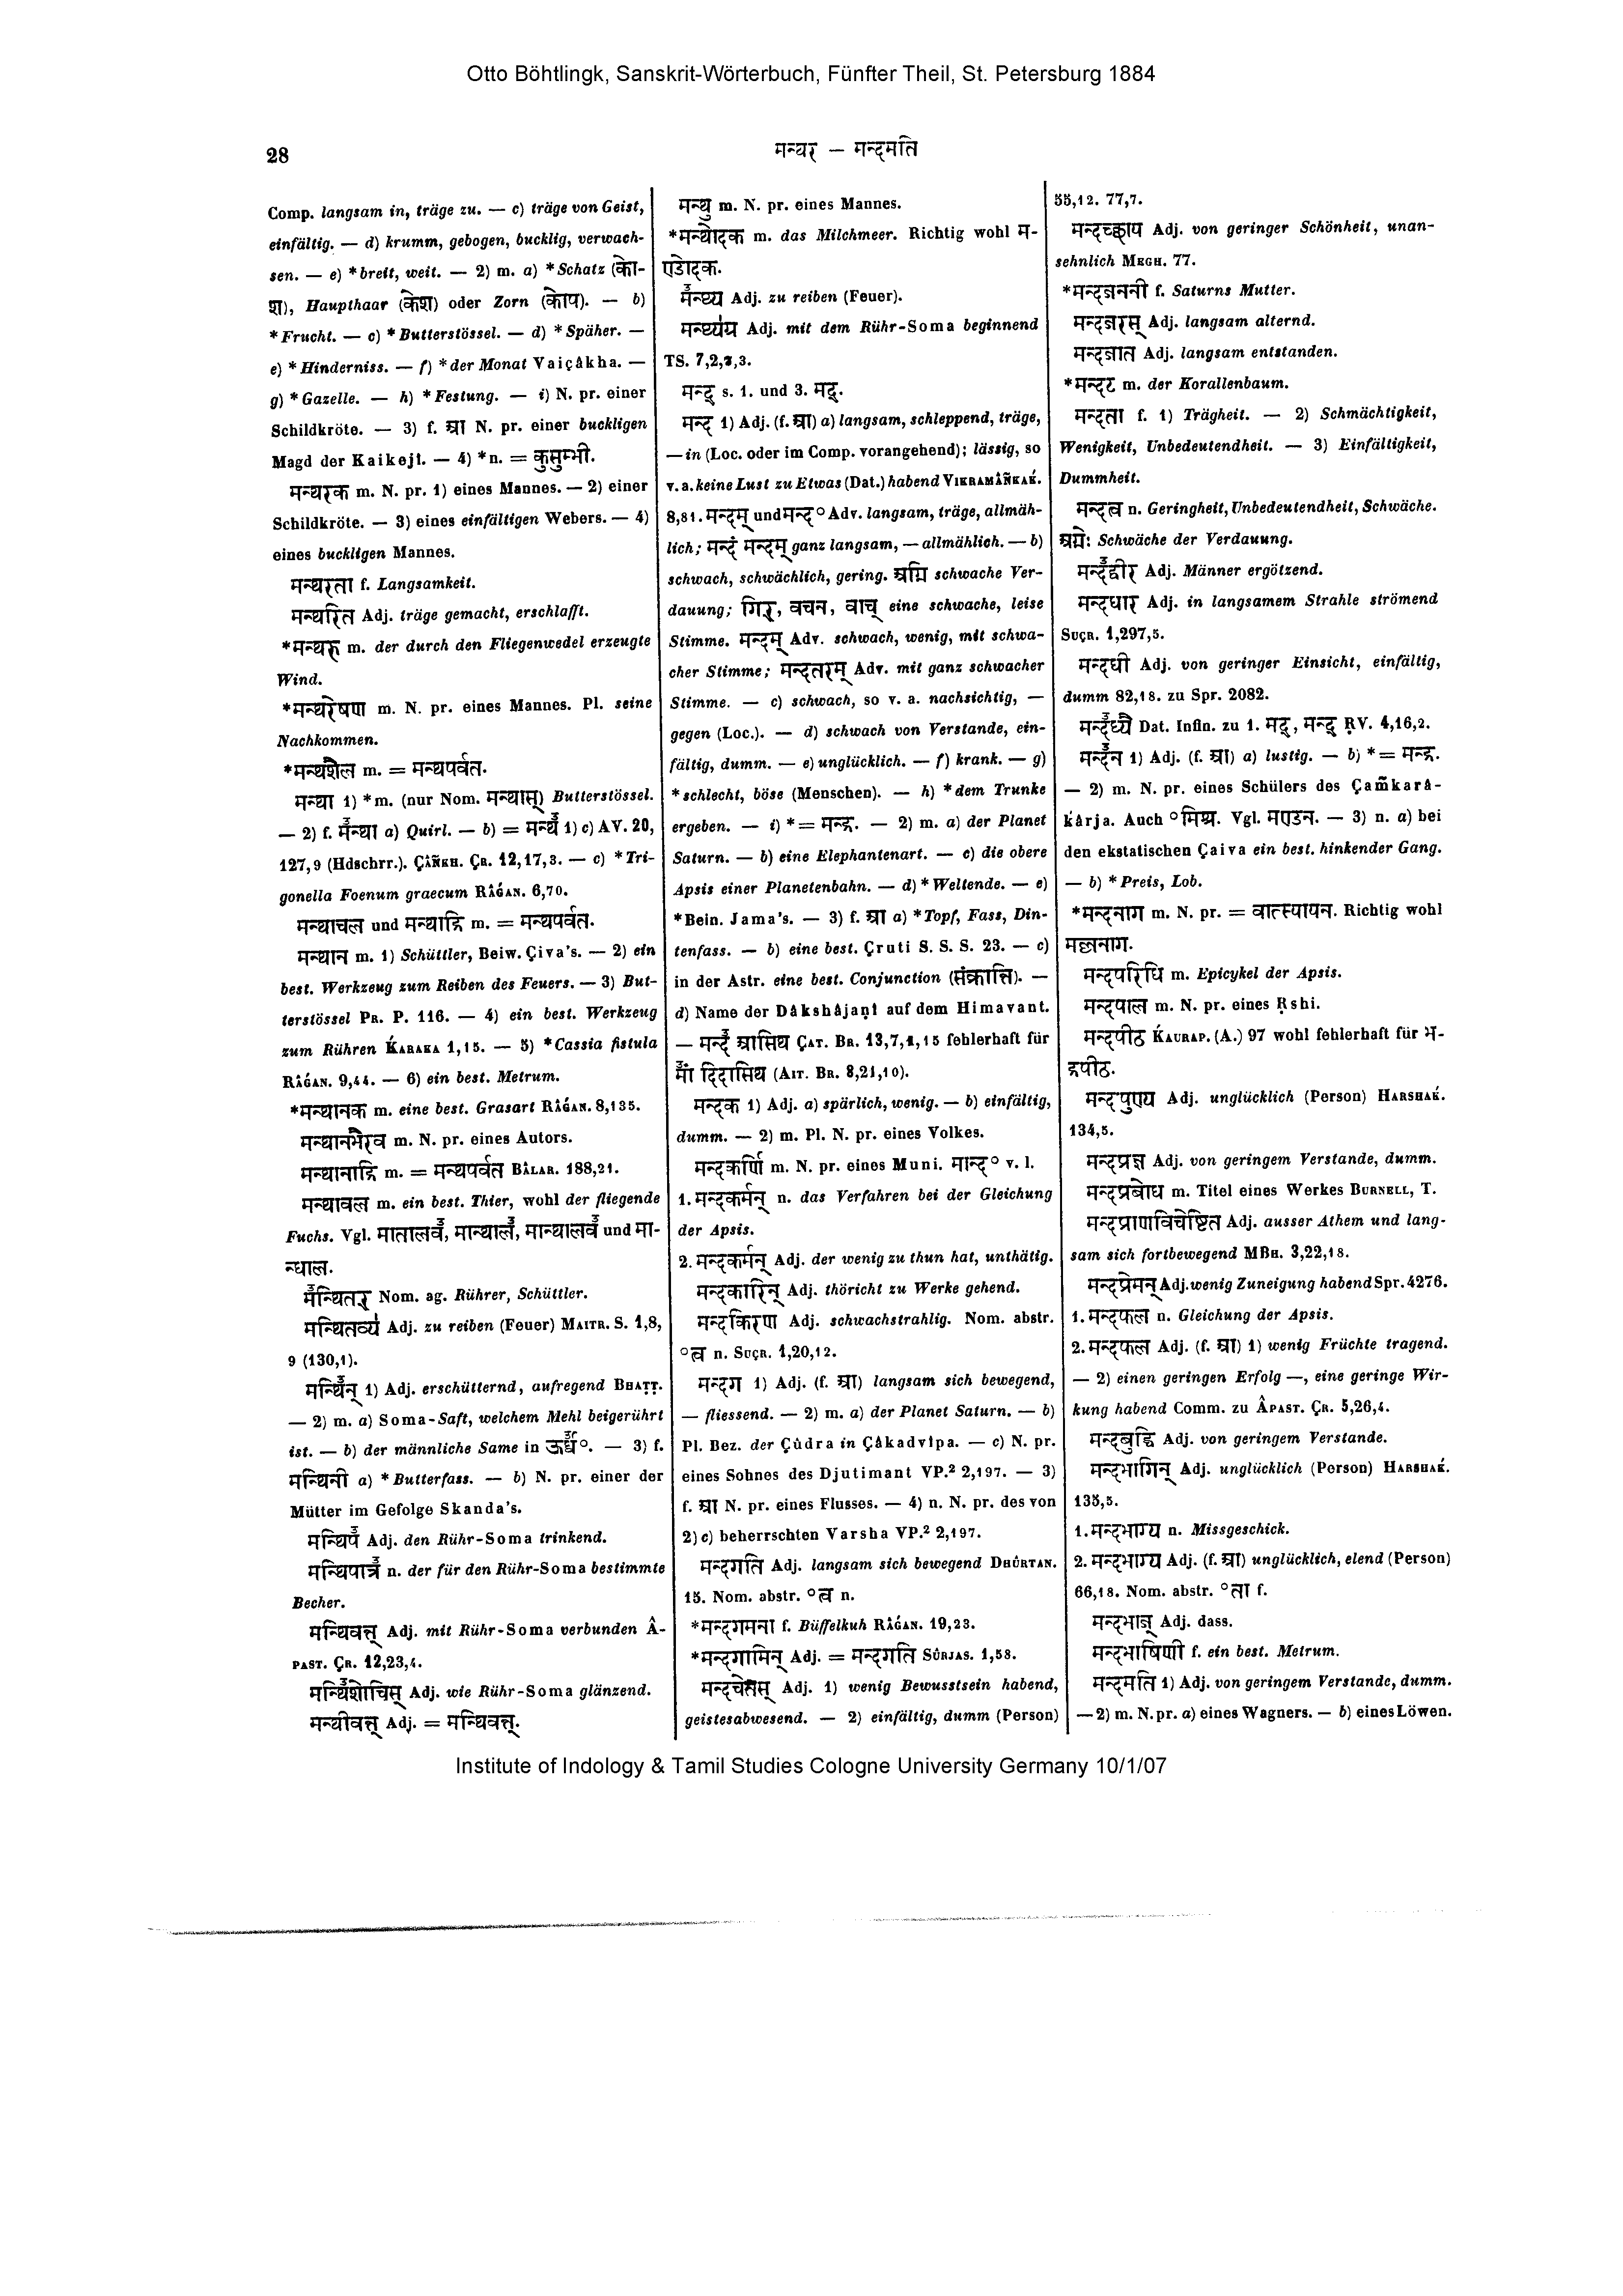 Otto Böhtlingk, Sanskrit-Wörterbuch, Fünfter Theil, St. Petersburg 1884
28
मन्थर — मन्दमति
Comp. langsam in, träge zu. — c) träge von Geist,
einfältig. — d) krumm, gebogen, bucklig, verwach-
sen. — e) *breit, weit. — 2) m. a) *Schatz (को-
श), Haupthaar (केश) oder Zorn (कोप). — b)
*Frucht. — c) *Butterstössel. — d) *Späher. —
e) *Hinderniss. — f) *der Monat Vaiçâkha. —
g) *Gazelle. — h) *Festung. — i) N. pr. einer
Schildkröte. — 3) f. आ N. pr. einer buckligen
Magd der Kaikejî. — 4) *n. = कुसुम्भी.
मन्थरक m. N. pr. 1) eines Mannes. — 2) einer
Schildkröte. — 3) eines einfältigen Webers. — 4)
eines buckligen Mannes.
मन्थरता f. Langsamkeit.
मन्थरित Adj. träge gemacht, erschlafft.
*मन्थरु m. der durch den Fliegenwedel erzeugte
Wind.
*मन्थरेषण m. N. pr. eines Mannes. Pl. seine
Nachkommen.
*मन्थशैल m. = मन्थपर्वत.
मन्था 1) *m. (nur Nom. मन्थास्) Butterstössel.
— 2) f. मँन्था a) Quirl. — b) = मन्थँ 1) c) AV. 20,
127,9 (Hdschrr.). Çâñkh. Çr. 12,17,3. — c) *Tri-
gonella Foenum graecum Râǵan. 6,70.
मन्थाचल und मन्थाद्रि m. = मन्थपर्वत.
मन्थान m. 1) Schüttler, Beiw. Çiva's. — 2) ein
best. Werkzeug zum Reiben des Feuers. — 3) But-
terstössel Pr. P. 116. — 4) ein best. Werkzeug
zum Rühren Ḱaraka 1,15. — 5) *Cassia fistula
Râǵan. 9,44. — 6) ein best. Metrum.
*मन्थानक m. eine best. Grasart Râǵan. 8,135.
मन्थानभैरव m. N. pr. eines Autors.
मन्थानाद्रि m. = मन्थपर्वत Bâlar. 188,21.
मन्थावल m. ein best. Thier, wohl der fliegende
Fuchs. Vgl. मातालवँ, मान्थालँ, मान्थालवँ und मा-
न्धाल.
मँन्थितर् Nom. ag. Rührer, Schüttler.
मन्थितव्य Adj. zu reiben (Feuer) Maitr. S. 1,8,
9 (130,1).
मन्थिँन् 1) Adj. erschütternd, aufregend Bhaṭṭ.
— 2) m. a) Soma-Saft, welchem Mehl beigerührt
ist. — b) der männliche Same in ऊर्ध्वँ°. — 3) f.
मन्थिनी a) *Butterfass. — b) N. pr. einer der
Mütter im Gefolge Skanda's.
मन्थिपँ Adj. den Rühr-Soma trinkend.
मन्थिपात्रँ n. der für den Rühr-Soma bestimmte
Becher.
मन्थिवत् Adj. mit Rühr-Soma verbunden Â-
past. Çr. 12,23,4.
मन्थिँशोचिस् Adj. wie Rühr-Soma glänzend.
मन्थीवत् Adj. = मन्थिवत्.
मन्थु m. N. pr. eines Mannes.
*मन्थोदक m. das Milchmeer. Richtig wohl म-
ण्डोदक.
मँन्थ्य Adj. zu reiben (Feuer).
मन्थ्यंय Adj. mit dem Rühr-Soma beginnend
TS. 7,2,7,3.
मन्द् s. 1. und 3. मद्.
मन्द 1) Adj. (f. आ) a) langsam, schleppend, träge,
— in (Loc. oder im Comp. vorangehend); lässig, so
v. a. keine Lust zu Etwas (Dat.) habend Vikramâñkaḱ.
8,81. मन्दम् und मन्द° Adv. langsam, träge, allmäh-
lich; मन्दं मन्दम् ganz langsam, — allmählich. — b)
schwach, schwächlich, gering. अग्नि schwache Ver-
dauung; गिर्, वचन, वाच् eine schwache, leise
Stimme. मन्दम् Adv. schwach, wenig, mit schwa-
cher Stimme; मन्दतरम् Adv. mit ganz schwacher
Stimme. — c) schwach, so v. a. nachsichtig, —
gegen (Loc.). — d) schwach von Verstande, ein-
fältig, dumm. — e) unglücklich. — f) krank. — g)
*schlecht, böse (Menschen). — h) *dem Trunke
ergeben. — i) *= मन्द्र. — 2) m. a) der Planet
Saturn. — b) eine Elephantenart. — c) die obere
Apsis einer Planetenbahn. — d) *Weltende. — e)
*Bein. Jama's. — 3) f. आ a) *Topf, Fass, Din-
tenfass. — b) eine best. Çruti S. S. S. 23. — c)
in der Astr. eine best. Conjunction (संक्रान्ति). —
d) Name der Dâkshâjaṇî auf dem Himavant.
— मन्दँ आसिथ Çat. Br. 13,7,1,15 fehlerhaft für
माँ दिदासिथ (Ait. Br. 8,21,10).
मन्दक 1) Adj. a) spärlich, wenig. — b) einfältig,
dumm. — 2) m. Pl. N. pr. eines Volkes.
मन्दकर्णि m. N. pr. eines Muni. मान्द° v. l.
1. मन्दकर्मन् n. das Verfahren bei der Gleichung
der Apsis.
2. मन्दकर्मन् Adj. der wenig zu thun hat, unthätig.
मन्दकारिन् Adj. thöricht zu Werke gehend.
मन्दकिरण Adj. schwachstrahlig. Nom. abstr.
°त्व n. Suçr. 1,20,12.
मन्दग 1) Adj. (f. आ) langsam sich bewegend,
— fliessend. — 2) m. a) der Planet Saturn. — b)
Pl. Bez. der Çûdra in Çâkadvîpa. — c) N. pr.
eines Sohnes des Djutimant VP.² 2,197. — 3)
f. आ N. pr. eines Flusses. — 4) n. N. pr. des von
2) c) beherrschten Varsha VP.² 2,197.
मन्दगति Adj. langsam sich bewegend Dhûrtan.
15. Nom. abstr. °त्व n.
*मन्दगमना f. Büffelkuh Râǵan. 19,23.
*मन्दगामिन् Adj. = मन्दगति Sûrjas. 1,58.
मन्दचेतस् Adj. 1) wenig Bewusstsein habend,
geistesabwesend. — 2) einfältig, dumm (Person)
55,12. 77,7.
मन्दच्छाय Adj. von geringer Schönheit, unan-
sehnlich Megh. 77.
*मन्दजननी f. Saturns Mutter.
मन्दजरस् Adj. langsam alternd.
मन्दजात Adj. langsam entstanden.
*मन्दट m. der Korallenbaum.
मन्दता f. 1) Trägheit. — 2) Schmächtigkeit,
Wenigkeit, Unbedeutendheit. — 3) Einfältigkeit,
Dummheit.
मन्दत्व n. Geringheit, Unbedeutendheit, Schwäche.
अग्नेः Schwäche der Verdauung.
मन्दँद्वीर Adj. Männer ergötzend.
मन्दधार Adj. in langsamem Strahle strömend
Suçr. 1,297,5.
मन्दधी Adj. von geringer Einsicht, einfältig,
dumm 82,18. zu Spr. 2082.
मन्दँध्यै Dat. Infin. zu 1. मद्, मन्द् ṚV. 4,16,2.
मन्दँन 1) Adj. (f. आ) a) lustig. — b) *= मन्द्र.
— 2) m. N. pr. eines Schülers des Çam̃karâ-
ḱârja. Auch °मिश्र. Vgl. मण्डन. — 3) n. a) bei
den ekstatischen Çaiva ein best. hinkender Gang.
— b) *Preis, Lob.
*मन्दनाग m. N. pr. = वात्स्यायन. Richtig wohl
मल्लनाग.
मन्दपरिधि m. Epicykel der Apsis.
मन्दपाल m. N. pr. eines Ṛshi.
मन्दपीठ Ḱaurap. (A.) 97 wohl fehlerhaft für भ-
द्रपीठ.
मन्दपुण्य Adj. unglücklich (Person) Harshaḱ.
134,5.
मन्दप्रज्ञ Adj. von geringem Verstande, dumm.
मन्दप्रबोध m. Titel eines Werkes Burnell, T.
मन्दप्राणविचेष्टित Adj. ausser Athem und lang-
sam sich fortbewegend MBh. 3,22,18.
मन्दप्रेमन् Adj. wenig Zuneigung habend Spr. 4276.
1. मन्दफल n. Gleichung der Apsis.
2. मन्दफल Adj. (f. आ) 1) wenig Früchte tragend.
— 2) einen geringen Erfolg —, eine geringe Wir-
kung habend Comm. zu Âpast. Çr. 5,26,4.
मन्दबुद्धि Adj. von geringem Verstande.
मन्दभागिन् Adj. unglücklich (Person) Harshaḱ.
135,5.
1. मन्दभाग्य n. Missgeschick.
2. मन्दभाग्य Adj. (f. आ) unglücklich, elend (Person)
66,18. Nom. abstr. °ता f.
मन्दभाज् Adj. dass.
मन्दभाषिणी f. ein best. Metrum.
मन्दमति 1) Adj. von geringem Verstande, dumm.
— 2) m. N. pr. a) eines Wagners. — b) eines Löwen.
Institute of Indology & Tamil Studies Cologne University Germany 10/1/07